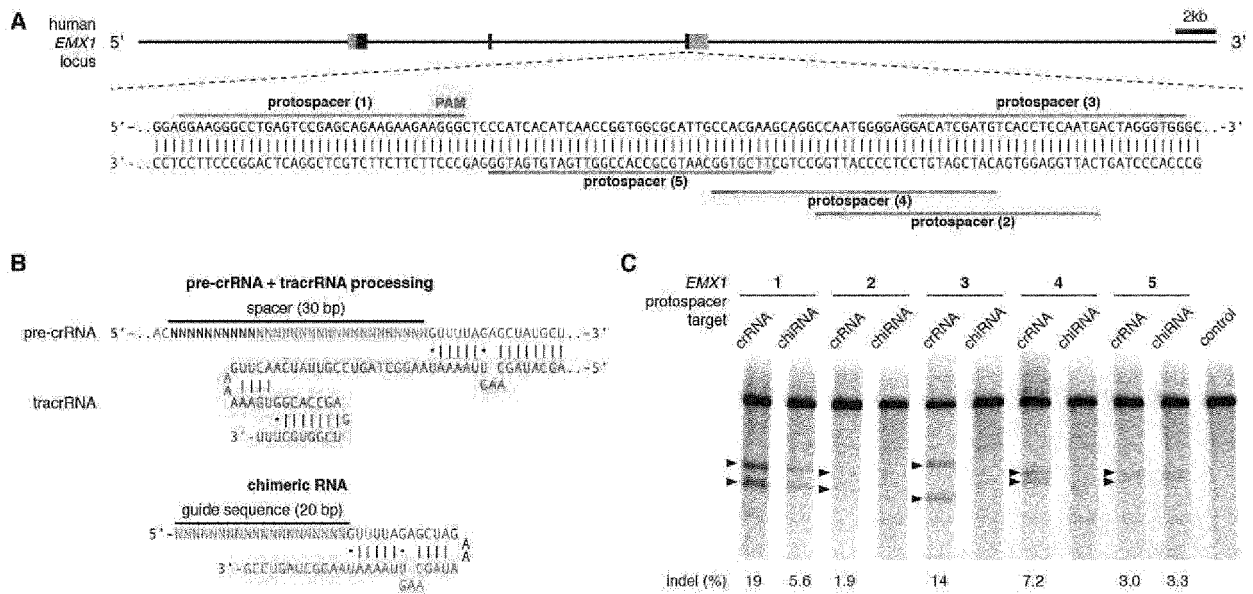 A
human
EMX1
locus
5'
3'
2kb
protospacer (1)
PAM
protospacer (3)
5'-..GGAGGAAGGGCCTGAGTCCGAGCAGAAGAAGAAGGGCTCCCATCACATCAACCGGTGGCGCATTGCCACGAAGCAGGCCAATGGGGAGGACATCGATGTCACCTCCAATGACTAGGGTGGGC..-3'
3'-..CCTCCTTCCCGGACTCAGGCTCGTCTTCTTCTTCCCGAGGGTAGTGTAGTTGGCCACCGCGTAACGGTGCTTCGTCCGGTTACCCCTCCTGTAGCTACAGTGGAGGTTACTGATCCCACCCG
protospacer (5)
protospacer (4)
protospacer (2)
B
pre-crRNA + tracrRNA processing
spacer (30 bp)
pre-crRNA
5'-..ACNNNNNNNNNNNNNNNNNNNNNNNNNNNNNNGUUUUAGAGCUAUGCU..-3'
GUUCAACUAUUGCCUGAUCGGAAUAAAAUU CGAUACGA..-5'
A
A
GAA
tracrRNA
AAAGUGGCACCGA
G
3'-UUUCGUGGCU
chimeric RNA
guide sequence (20 bp)
5'-NNNNNNNNNNNNNNNNNNNNGUUUUAGAGCUAG
A
A
3'-GCCUGAUCGGAAUAAAAUU CGAUA
GAA
C
EMX1
protospacer
target
1 2 3 4 5
crRNA chiRNA crRNA chiRNA crRNA chiRNA crRNA chiRNA crRNA chiRNA control
indel (%) 19 5.6 1.9 14 7.2 3.0 3.3